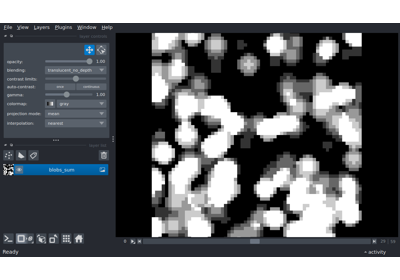 File View Layers Plugins Window Help
opacity: 1.00
blending: translucent_no_depth
contrast limits:
auto-contrast: once continuous
gamma: 1.00
colormap: gray
projection mode: mean
interpolation: nearest
blobs_sum
Ready
activity